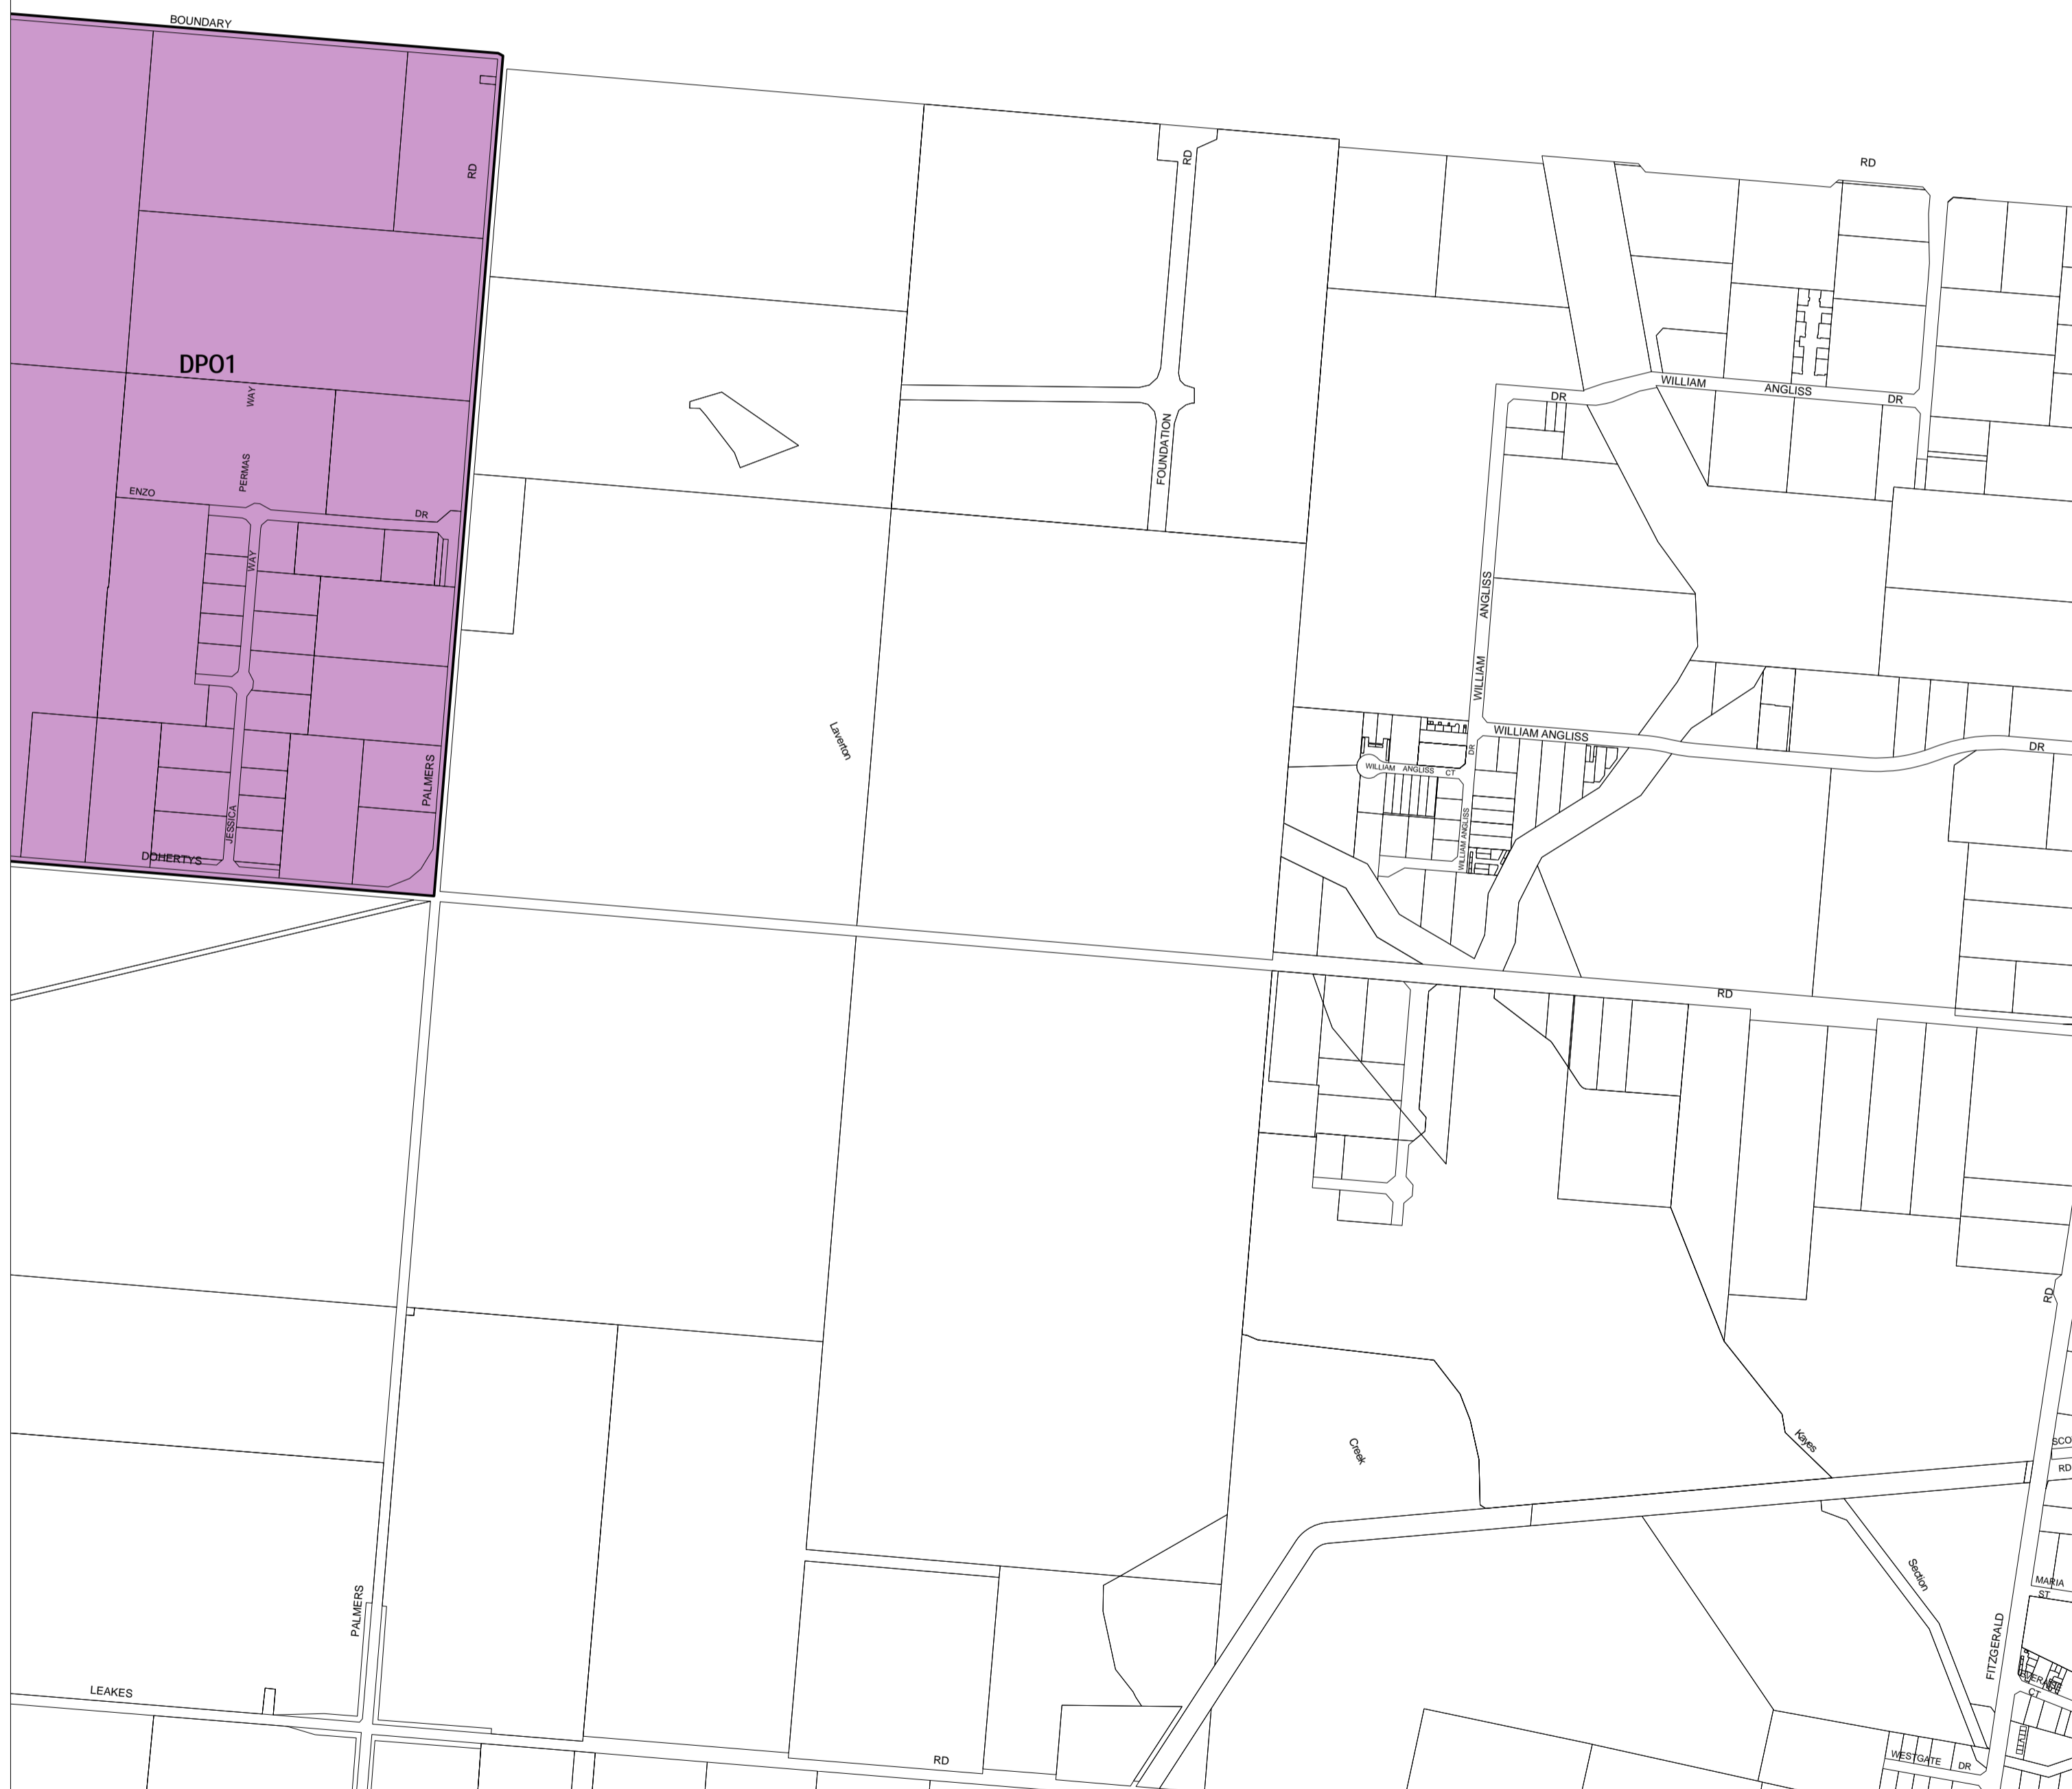 BOUNDARY
RD
RD
RD
DPO1
WAY
WILLIAM
ANGLISS
DR
DR
FOUNDATION
PERMAS
ENZO
DR
WAY
ANGLISS
WILLIAM
Laverton
WILLIAM ANGLISS
DR
DR
WILLIAM ANGLISS CT
PALMERS
JESSICA
WILLIAM ANGLISS
DOHERTYS
RD
RD
Creek
Kayes
SCO
RD
Section
MARIA
ST
PALMERS
FITZGERALD
CT
LEAKES
RD
WESTGATE
DR